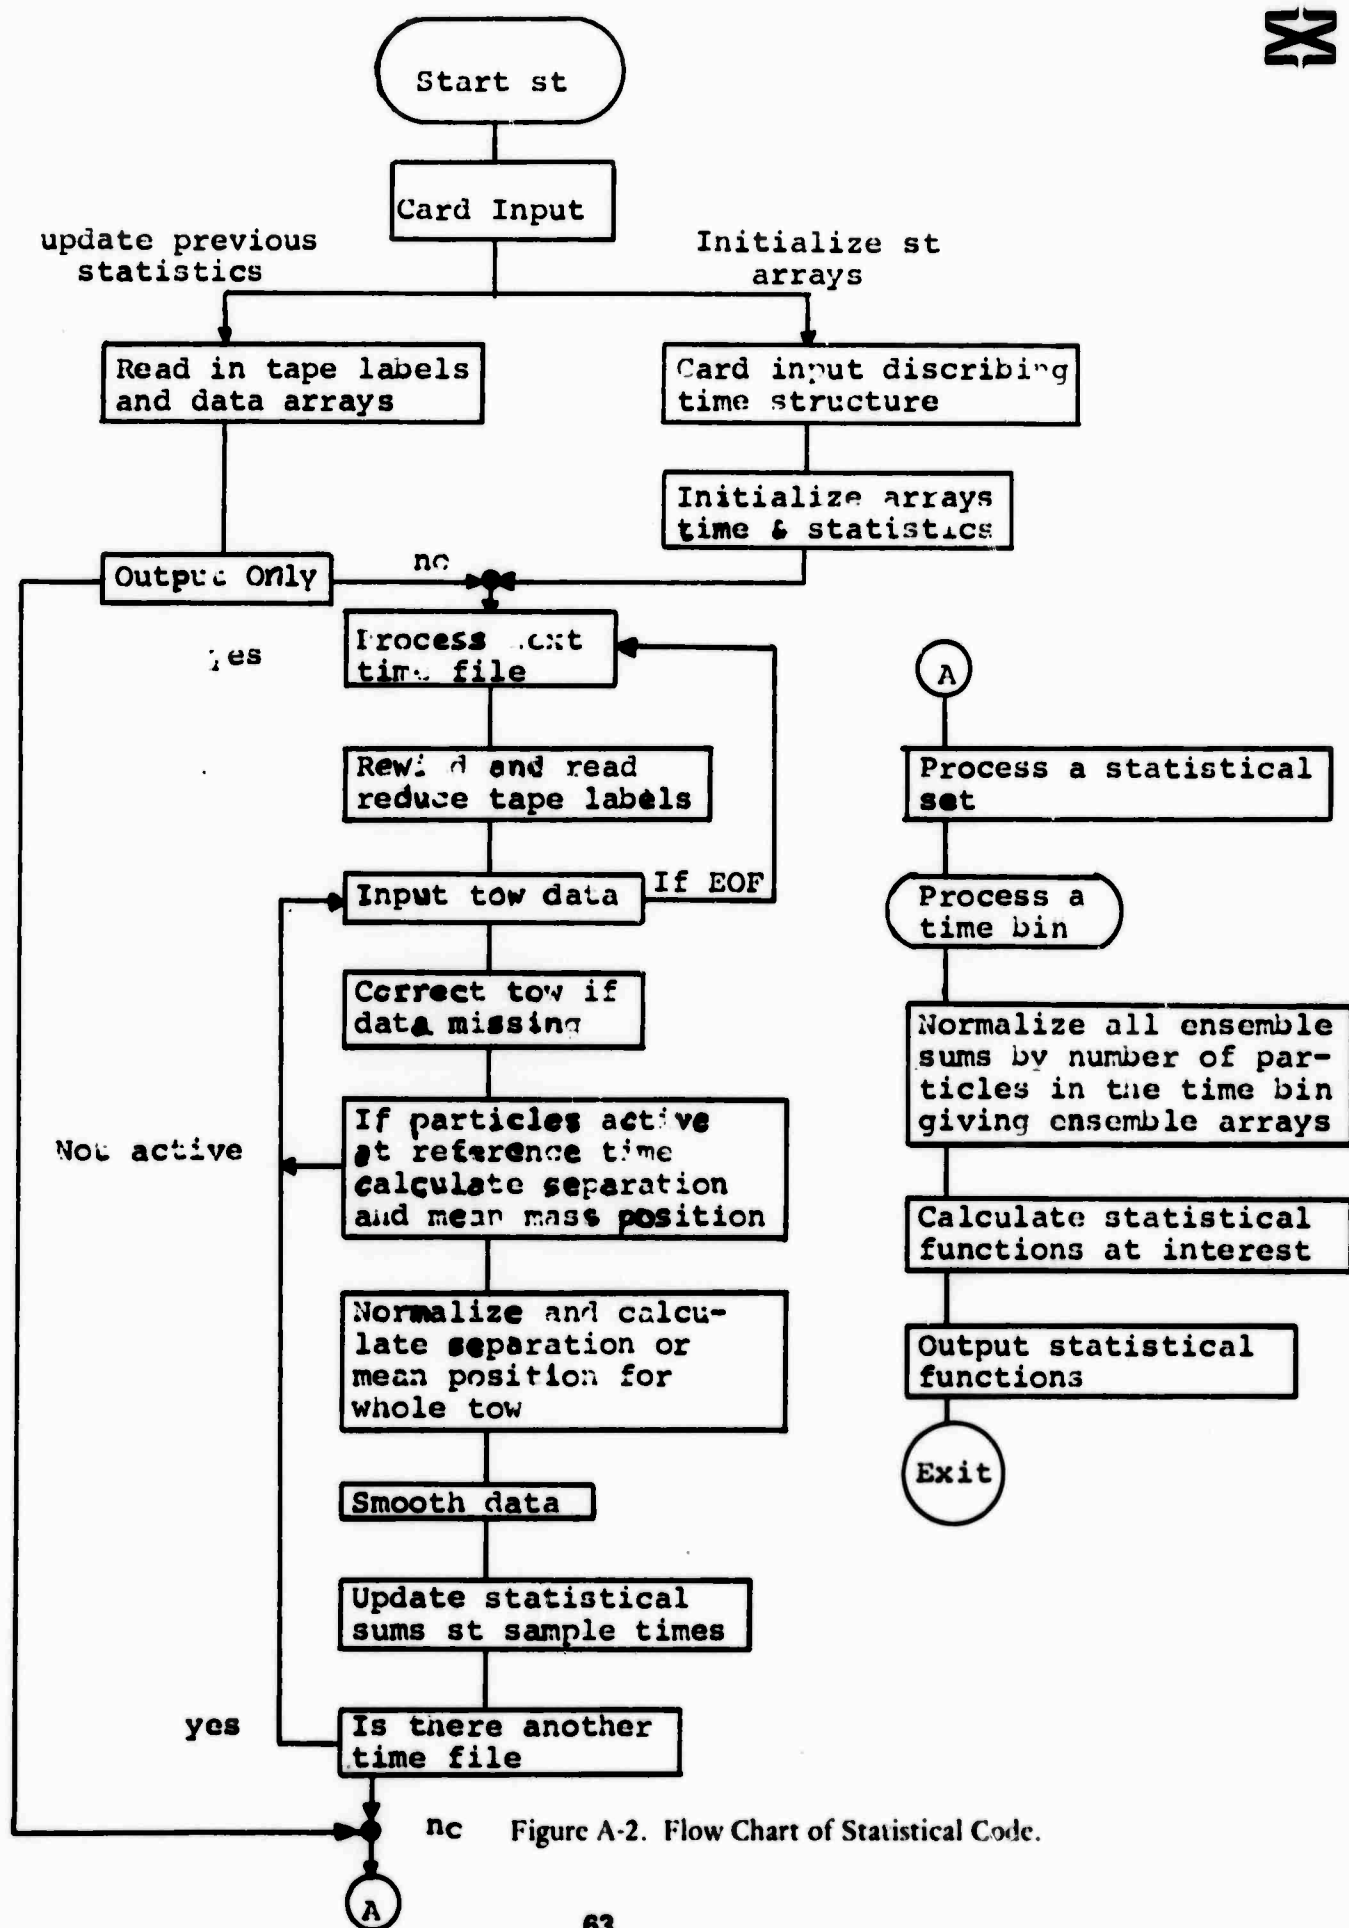 Start st
Card Input
update previous
statistics
Initialize st
arrays
Read in tape labels
and data arrays
Card input discribing
time structure
Initialize arrays
time & statistics
Output Only
no
yes
Process next
time file
Rewind and read
reduce tape labels
Input tow data
If EOF
Correct tow if
data missing
Not active
If particles active
at reference time
calculate separation
and mean mass position
Normalize and calcu-
late separation or
mean position for
whole tow
Smooth data
Update statistical
sums st sample times
yes
Is there another
time file
no
A
A
Process a statistical
set
Process a
time bin
Normalize all ensemble
sums by number of par-
ticles in the time bin
giving ensemble arrays
Calculate statistical
functions at interest
Output statistical
functions
Exit
Figure A-2. Flow Chart of Statistical Code.
63